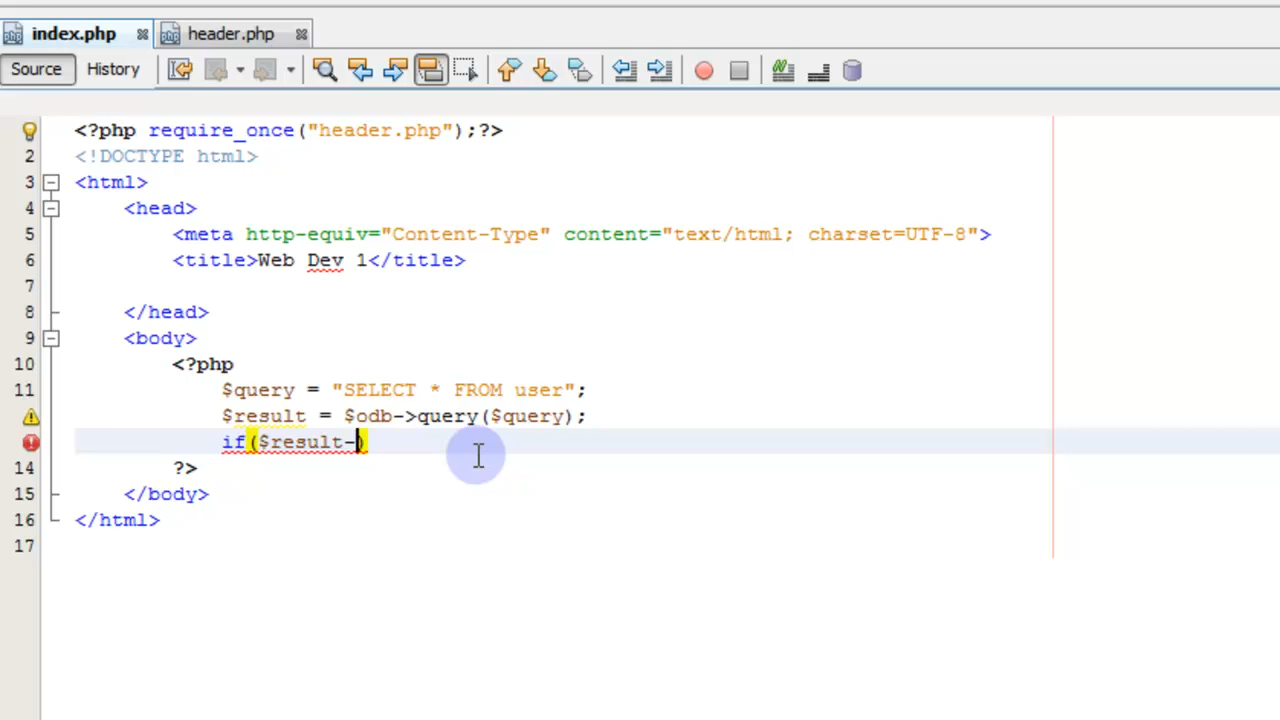 index.php header.php
Source History
<?php require_once("header.php");?>
2 <!DOCTYPE html>
3 <html>
4 <head>
5 <meta http-equiv="Content-Type" content="text/html; charset=UTF-8">
6 <title>Web Dev 1</title>
7
8 </head>
9 <body>
10 <?php
11 $query = "SELECT * FROM user";
$result = $odb->query($query);
if($result-)
14 ?>
15 </body>
16 </html>
17